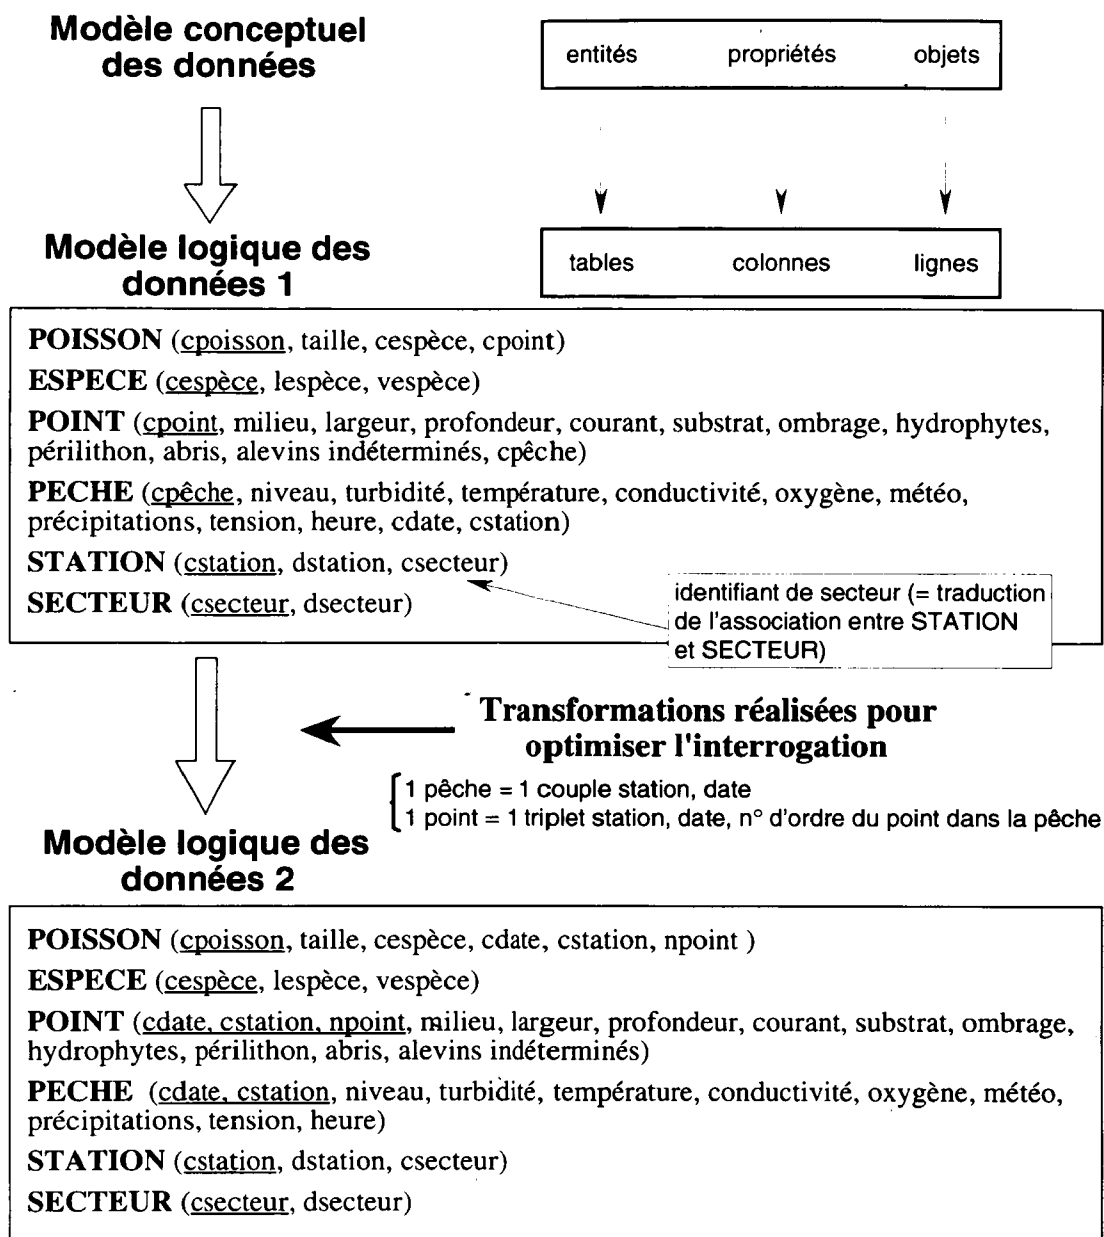 Modèle conceptuel
des données
entités propriétés objets
Modèle logique des
données 1
tables colonnes lignes
POISSON (cpoisson, taille, cespèce, cpoint)
ESPECE (cespèce, lespèce, vespèce)
POINT (cpoint, milieu, largeur, profondeur, courant, substrat, ombrage, hydrophytes,
périlithon, abris, alevins indéterminés, cpêche)
PECHE (cpêche, niveau, turbidité, température, conductivité, oxygène, météo,
précipitations, tension, heure, cdate, cstation)
STATION (cstation, dstation, csecteur)
SECTEUR (csecteur, dsecteur)
identifiant de secteur (= traduction
de l'association entre STATION
et SECTEUR)
Transformations réalisées pour
optimiser l'interrogation
1 pêche = 1 couple station, date
1 point = 1 triplet station, date, n° d'ordre du point dans la pêche
Modèle logique des
données 2
POISSON (cpoisson, taille, cespèce, cdate, cstation, npoint )
ESPECE (cespèce, lespèce, vespèce)
POINT (cdate, cstation, npoint, milieu, largeur, profondeur, courant, substrat, ombrage,
hydrophytes, périlithon, abris, alevins indéterminés)
PECHE (cdate, cstation, niveau, turbidité, température, conductivité, oxygène, météo,
précipitations, tension, heure)
STATION (cstation, dstation, csecteur)
SECTEUR (csecteur, dsecteur)